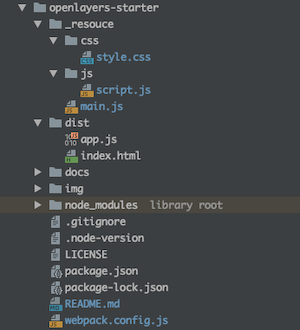 openlayers-starter
_resouce
css
style.css
js
script.js
main.js
dist
app.js
index.html
docs
img
node_modules library root
.gitignore
.node-version
LICENSE
package.json
package-lock.json
README.md
webpack.config.js